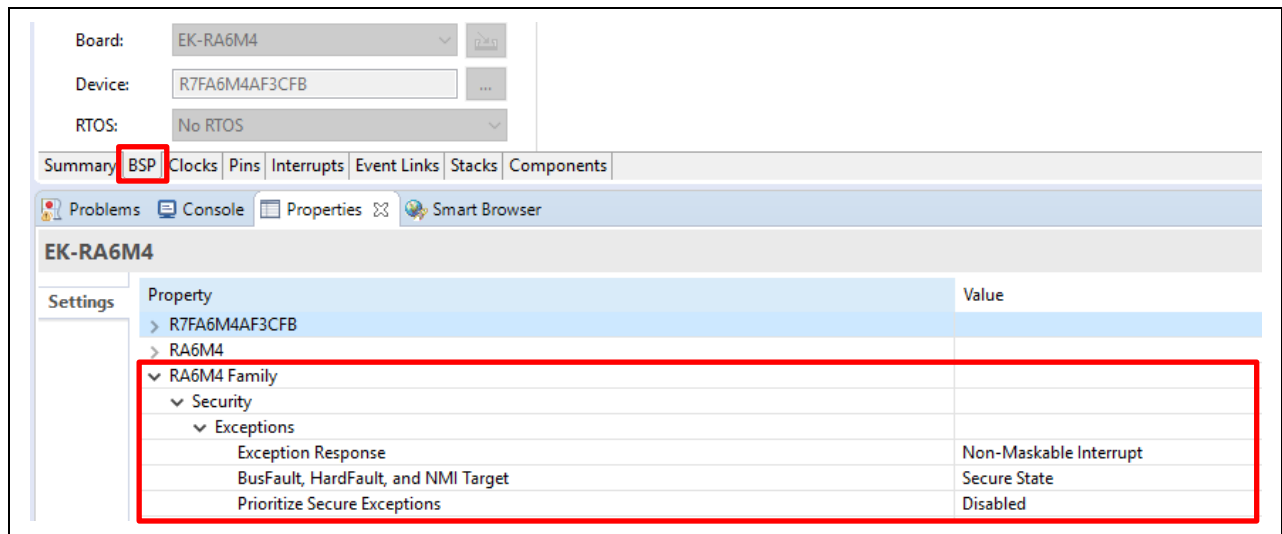 Board: EK-RA6M4
Device: R7FA6M4AF3CFB ...
RTOS: No RTOS
Summary BSP Clocks Pins Interrupts Event Links Stacks Components
Problems Console Properties Smart Browser
EK-RA6M4
Settings Property Value
R7FA6M4AF3CFB
RA6M4
RA6M4 Family
Security
Exceptions
Exception Response Non-Maskable Interrupt
BusFault, HardFault, and NMI Target Secure State
Prioritize Secure Exceptions Disabled